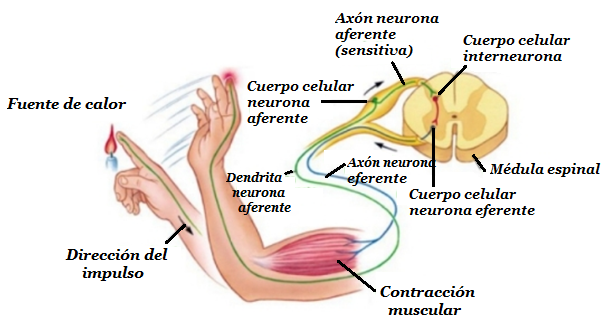 Axón neurona
aferente
(sensitiva)
Cuerpo celular
interneurona
Cuerpo celular
neurona
aferente
Fuente de calor
Dendrita
neurona
aferente
Axón neurona
eferente
Médula espinal
Cuerpo celular
neurona eferente
Dirección del
impulso
Contracción
muscular